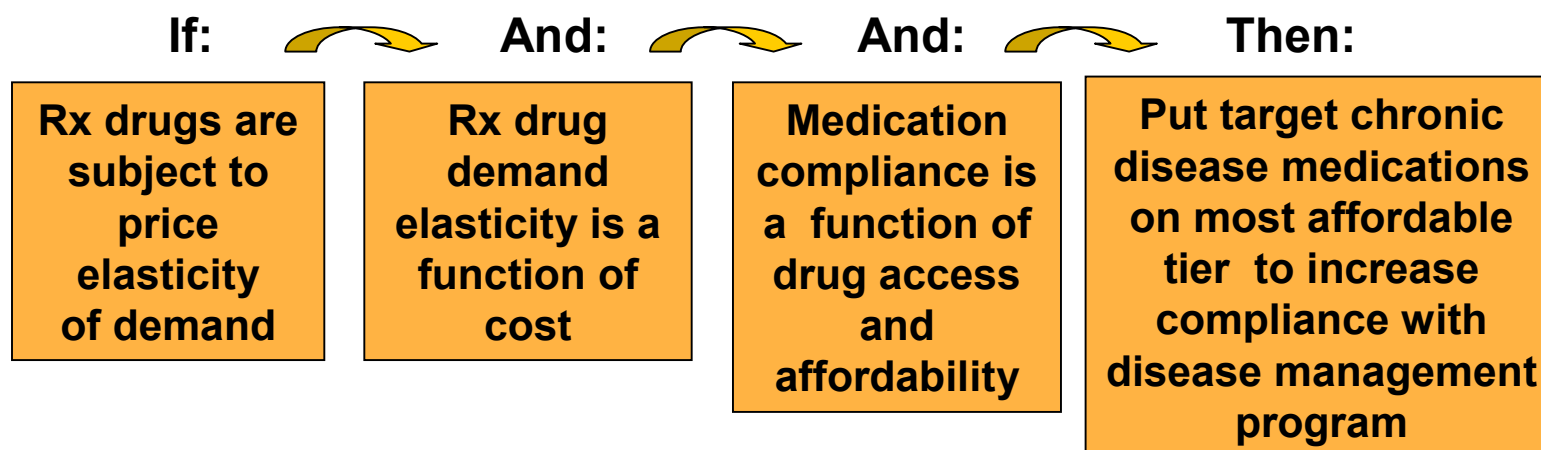 If:
Rx drugs are
subject to
price
elasticity
of demand
And:
Rx drug
demand
elasticity is a
function of
cost
And:
Medication
compliance is
a function of
drug access
and
affordability
Then:
Put target chronic
disease medications
on most affordable
tier to increase
compliance with
disease management
program